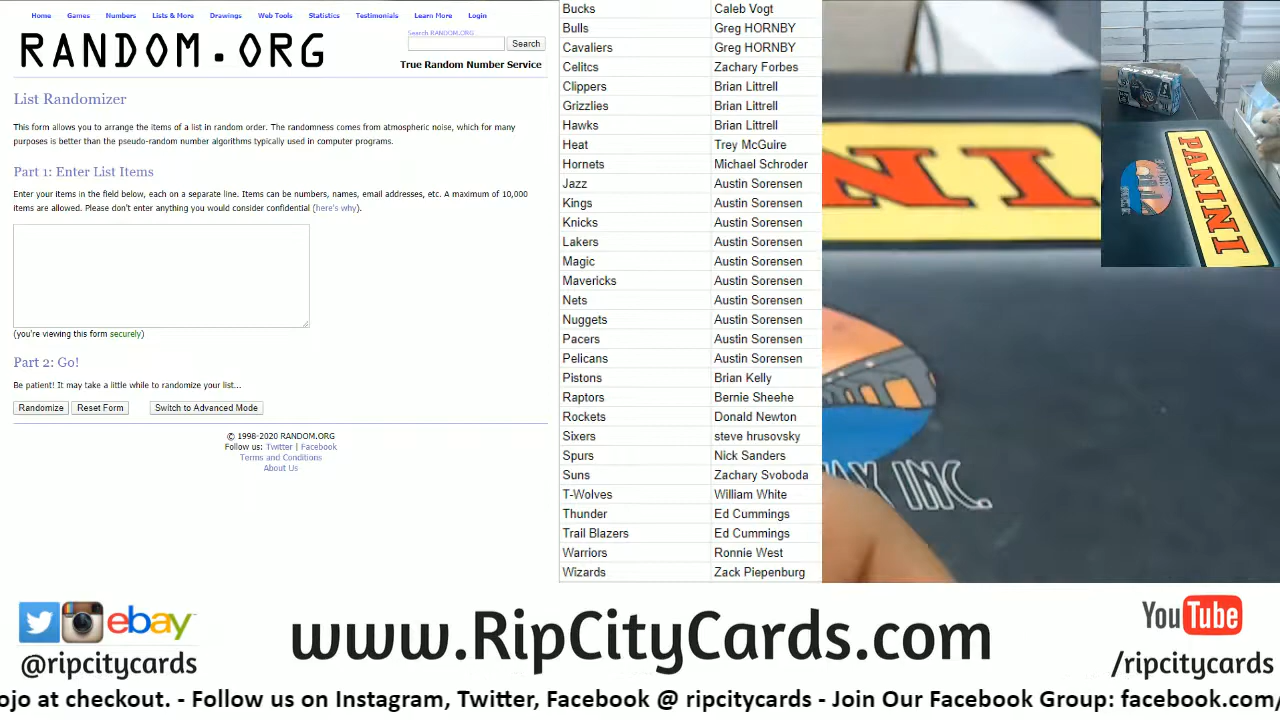 Home Games Numbers Lists & More Drawings Web Tools Statistics Testimonials Learn More Login
RANDOM.ORG
Search RANDOM.ORG
Search
True Random Number Service
List Randomizer
This form allows you to arrange the items of a list in random order. The randomness comes from atmospheric noise, which for many
purposes is better than the pseudo-random number algorithms typically used in computer programs.
Part 1: Enter List Items
Enter your items in the field below, each on a separate line. Items can be numbers, names, email addresses, etc. A maximum of 10,000
items are allowed. Please don't enter anything you would consider confidential (here's why).
(you're viewing this form securely)
Part 2: Go!
Be patient! It may take a little while to randomize your list...
Randomize Reset Form Switch to Advanced Mode
© 1998-2020 RANDOM.ORG
Follow us: Twitter | Facebook
Terms and Conditions
About Us
Bucks Caleb Vogt
Bulls Greg HORNBY
Cavaliers Greg HORNBY
Celitcs Zachary Forbes
Clippers Brian Littrell
Grizzlies Brian Littrell
Hawks Brian Littrell
Heat Trey McGuire
Hornets Michael Schroder
Jazz Austin Sorensen
Kings Austin Sorensen
Knicks Austin Sorensen
Lakers Austin Sorensen
Magic Austin Sorensen
Mavericks Austin Sorensen
Nets Austin Sorensen
Nuggets Austin Sorensen
Pacers Austin Sorensen
Pelicans Austin Sorensen
Pistons Brian Kelly
Raptors Bernie Sheehe
Rockets Donald Newton
Sixers steve hrusovsky
Spurs Nick Sanders
Suns Zachary Svoboda
T-Wolves William White
Thunder Ed Cummings
Trail Blazers Ed Cummings
Warriors Ronnie West
Wizards Zack Piepenburg
NI
INC.
PANINI
ebay
@ripcitycards
www.RipCityCards.com
YouTube
/ripcitycards
ojo at checkout. - Follow us on Instagram, Twitter, Facebook @ ripcitycards - Join Our Facebook Group: facebook.com/